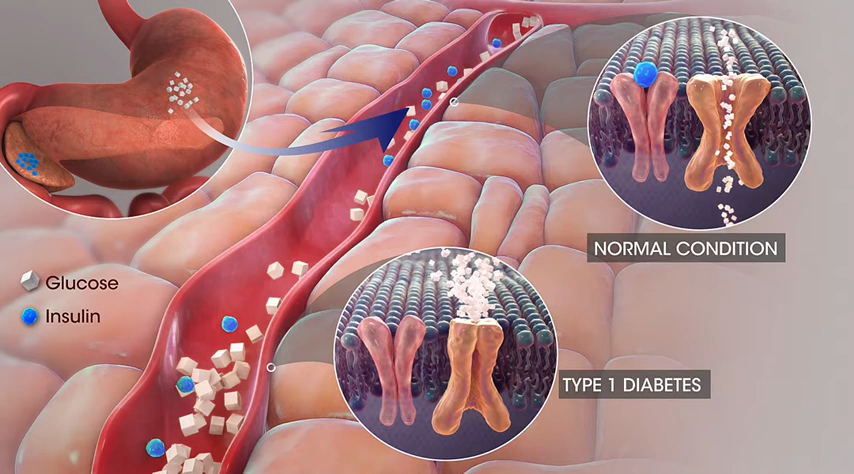 NORMAL CONDITION
Glucose
Insulin
TYPE 1 DIABETES